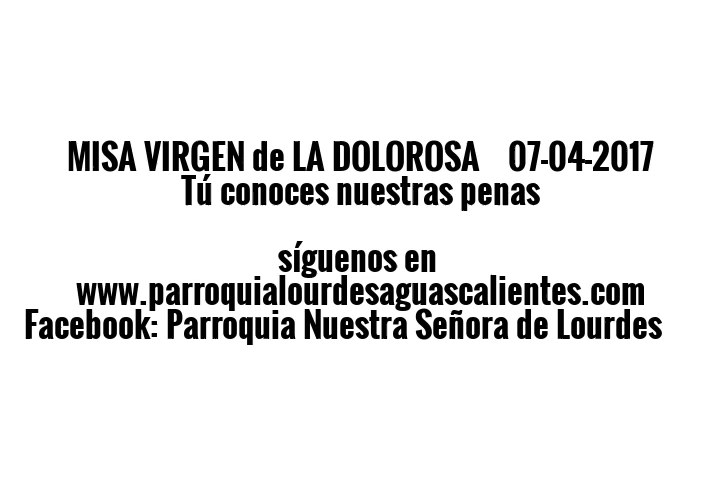 MISA VIRGEN de LA DOLOROSA 07-04-2017
Tú conoces nuestras penas
síguenos en
www.parroquialourdesaguascalientes.com
Facebook: Parroquia Nuestra Señora de Lourdes